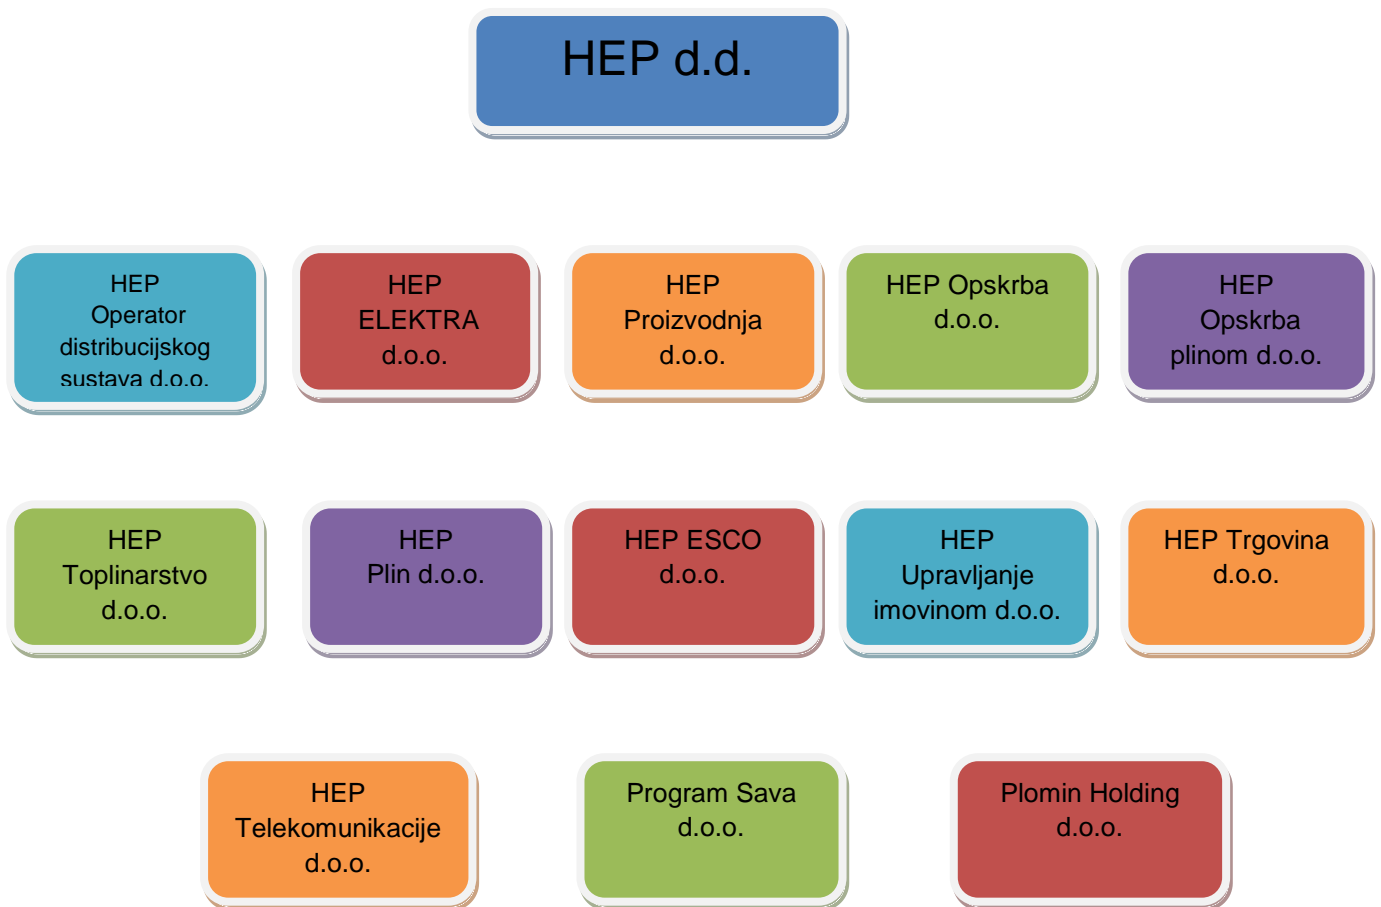 HEP d.d.
HEP
Operator
distribucijskog
sustava d.o.o.
HEP
ELEKTRA
d.o.o.
HEP
Proizvodnja
d.o.o.
HEP Opskrba
d.o.o.
HEP
Opskrba
plinom d.o.o.
HEP
Toplinarstvo
d.o.o.
HEP
Plin d.o.o.
HEP ESCO
d.o.o.
HEP
Upravljanje
imovinom d.o.o.
HEP Trgovina
d.o.o.
HEP
Telekomunikacije
d.o.o.
Program Sava
d.o.o.
Plomin Holding
d.o.o.